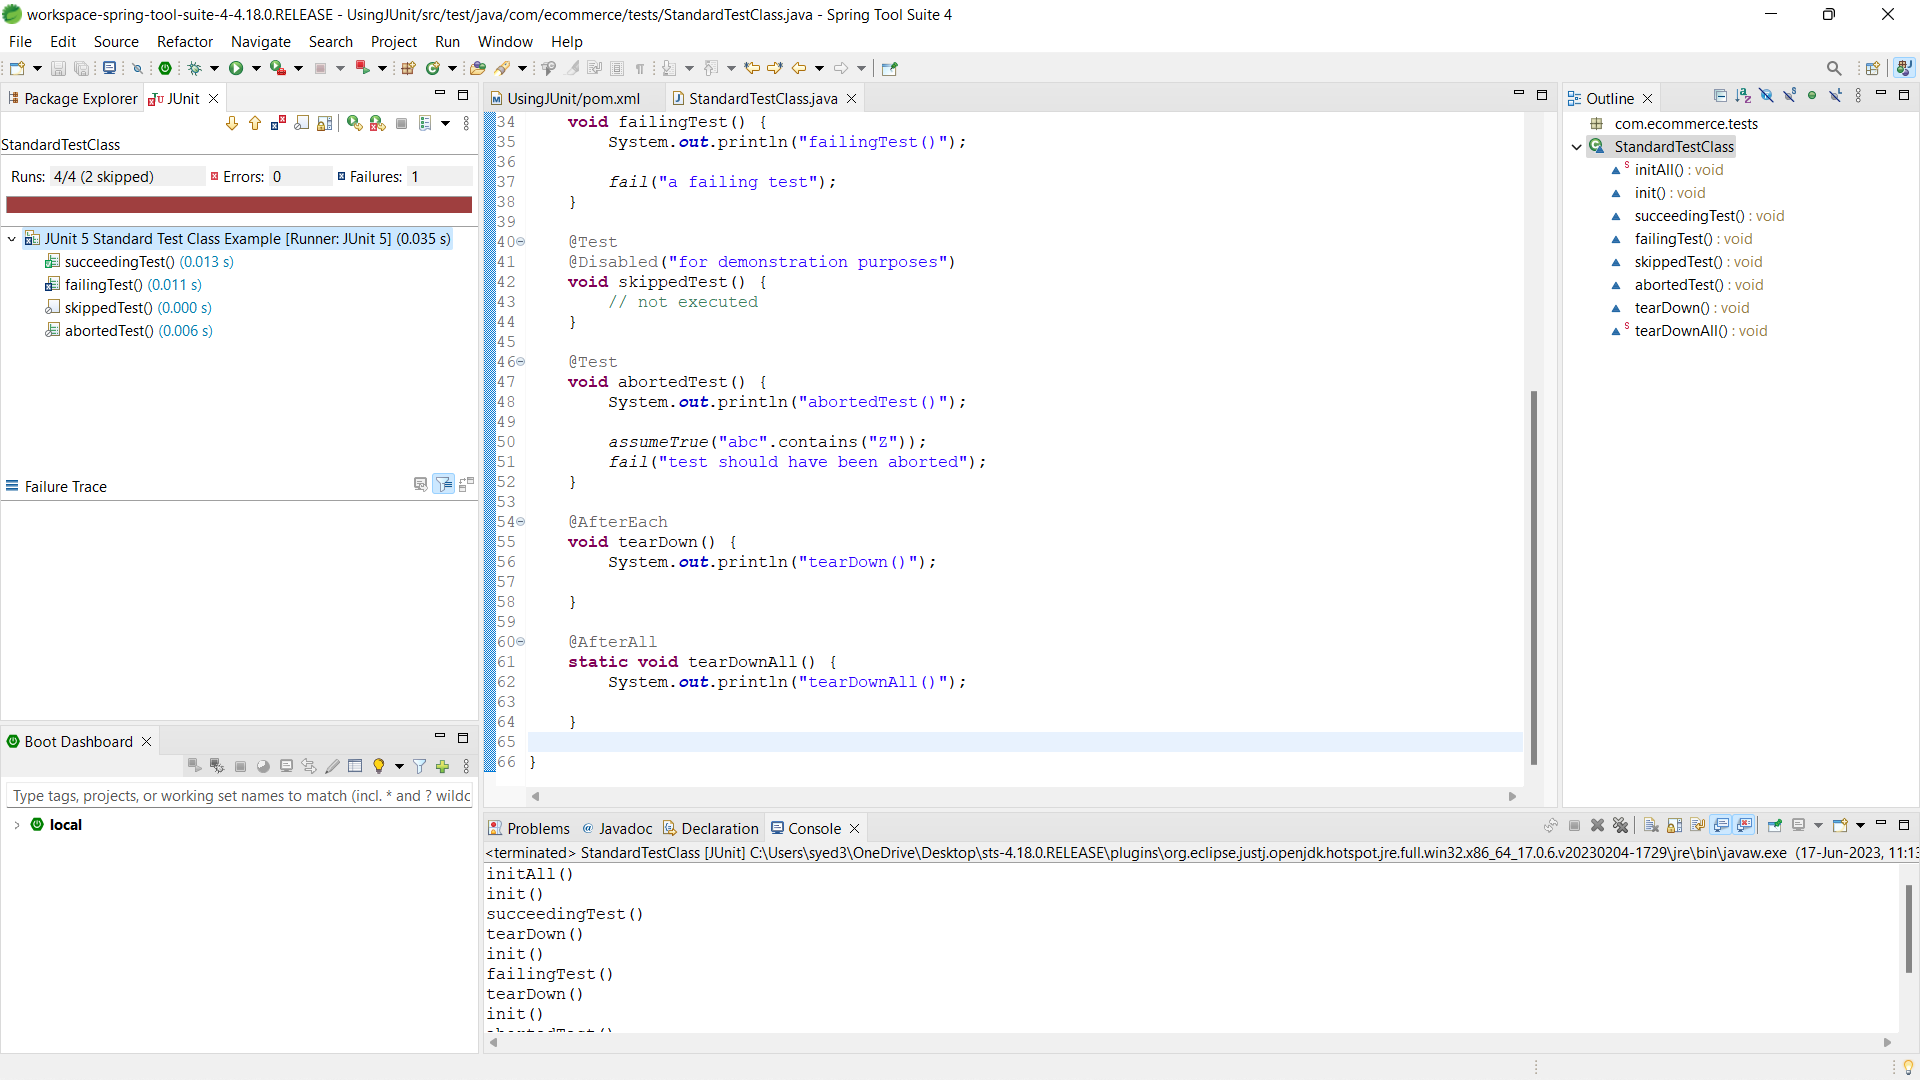 workspace-spring-tool-suite-4-4.18.0.RELEASE - UsingJUnit/src/test/java/com/ecommerce/tests/StandardTestClass.java - Spring Tool Suite 4
File Edit Source Refactor Navigate Search Project Run Window Help
Package Explorer
JUnit
StandardTestClass
Runs: 4/4 (2 skipped) Errors: 0 Failures: 1
JUnit 5 Standard Test Class Example [Runner: JUnit 5] (0.035 s)
succeedingTest() (0.013 s)
failingTest() (0.011 s)
skippedTest() (0.000 s)
abortedTest() (0.006 s)
Failure Trace
Boot Dashboard
Type tags, projects, or working set names to match (incl. * and ? wildc
local
UsingJUnit/pom.xml
StandardTestClass.java
34 void failingTest() {
35 System.out.println("failingTest()");
36
37 fail("a failing test");
38 }
39
40 @Test
41 @Disabled("for demonstration purposes")
42 void skippedTest() {
43 // not executed
44 }
45
46 @Test
47 void abortedTest() {
48 System.out.println("abortedTest()");
49
50 assumeTrue("abc".contains("Z"));
51 fail("test should have been aborted");
52 }
53
54 @AfterEach
55 void tearDown() {
56 System.out.println("tearDown()");
57
58 }
59
60 @AfterAll
61 static void tearDownAll() {
62 System.out.println("tearDownAll()");
63
64 }
65
66 }
Outline
com.ecommerce.tests
StandardTestClass
initAll() : void
init() : void
succeedingTest() : void
failingTest() : void
skippedTest() : void
abortedTest() : void
tearDown() : void
tearDownAll() : void
Problems @ Javadoc Declaration Console
<terminated> StandardTestClass [JUnit] C:\Users\syed3\OneDrive\Desktop\sts-4.18.0.RELEASE\plugins\org.eclipse.justj.openjdk.hotspot.jre.full.win32.x86_64_17.0.6.v20230204-1729\jre\bin\javaw.exe (17-Jun-2023, 11:13
initAll()
init()
succeedingTest()
tearDown()
init()
failingTest()
tearDown()
init()